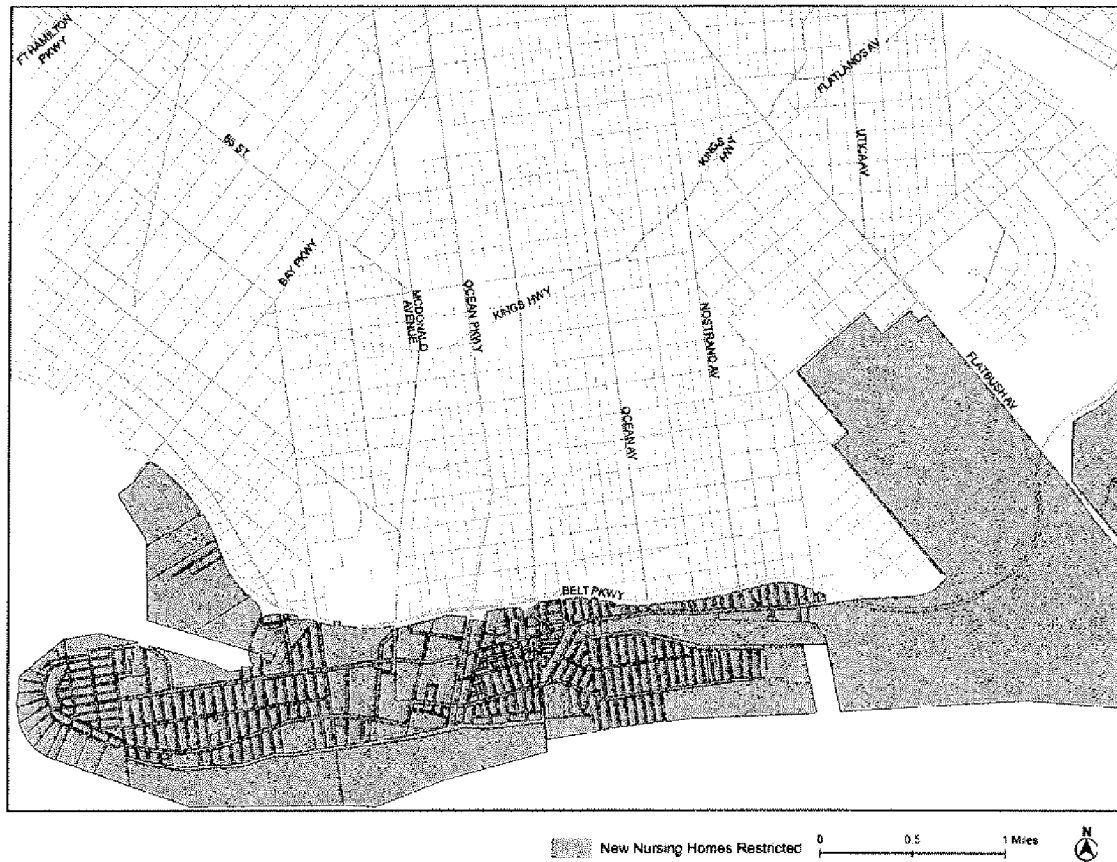 FT HAMILTON
PKWY
FLATLANDS AV
65 ST
KINGS
HWY
UTICA AV
BAY PKWY
MCDONALD
AVENUE
OCEAN PKWY
KINGS HWY
NOSTRAND AV
FLATBUSH AV
OCEAN AV
BELT PKWY
New Nursing Homes Restricted
0 0.5 1 Miles
N